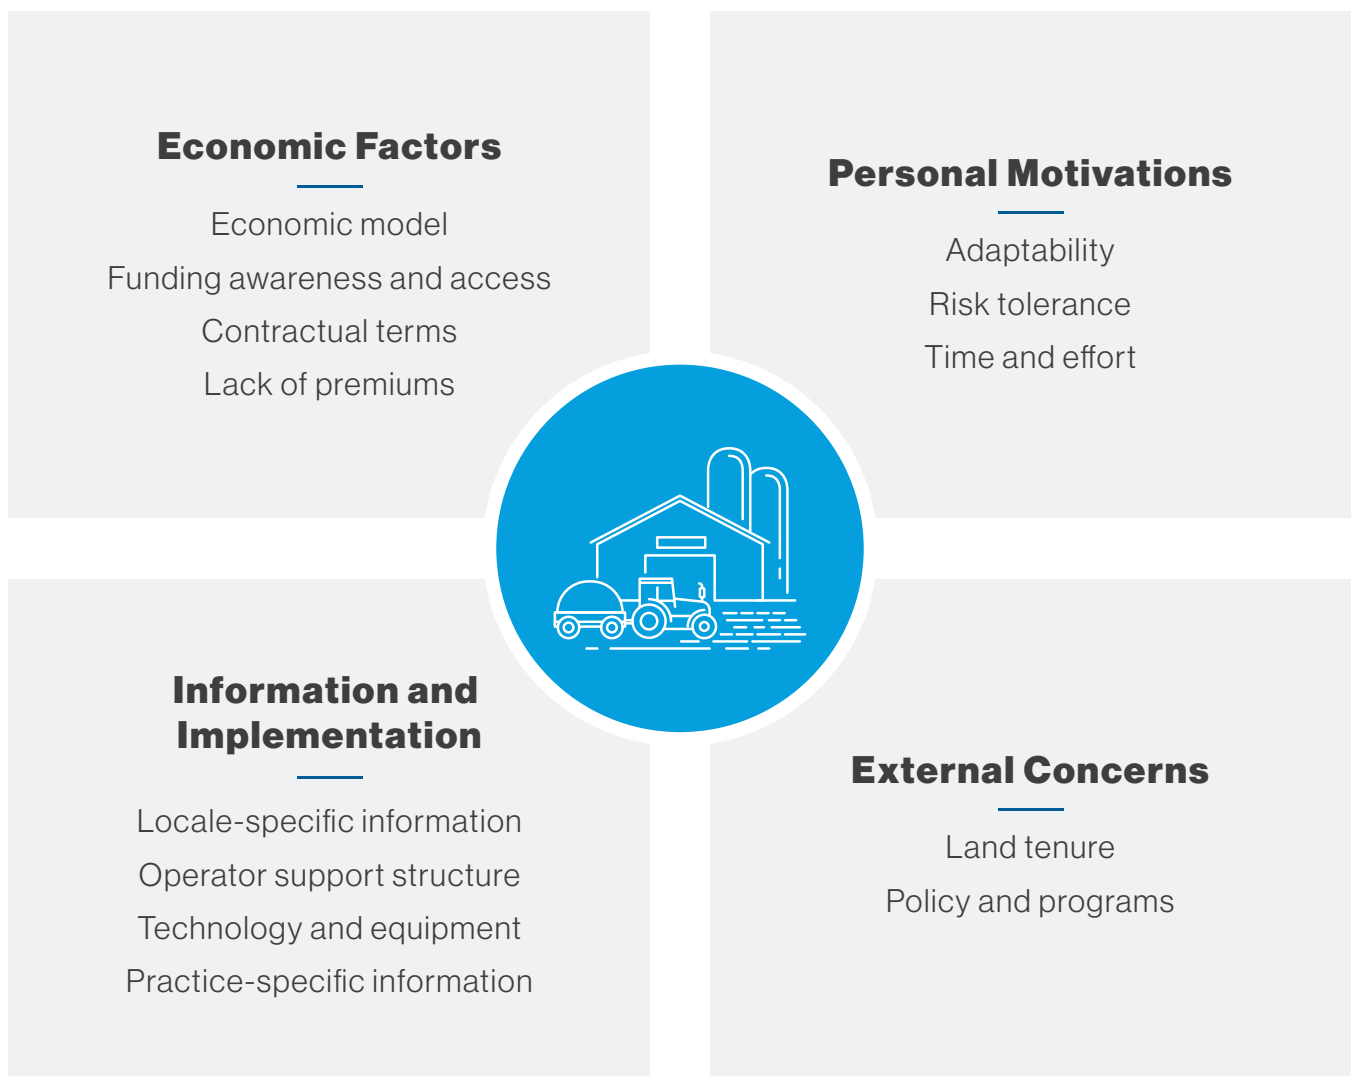 Economic Factors
Economic model
Funding awareness and access
Contractual terms
Lack of premiums
Personal Motivations
Adaptability
Risk tolerance
Time and effort
Information and
Implementation
Locale-specific information
Operator support structure
Technology and equipment
Practice-specific information
External Concerns
Land tenure
Policy and programs